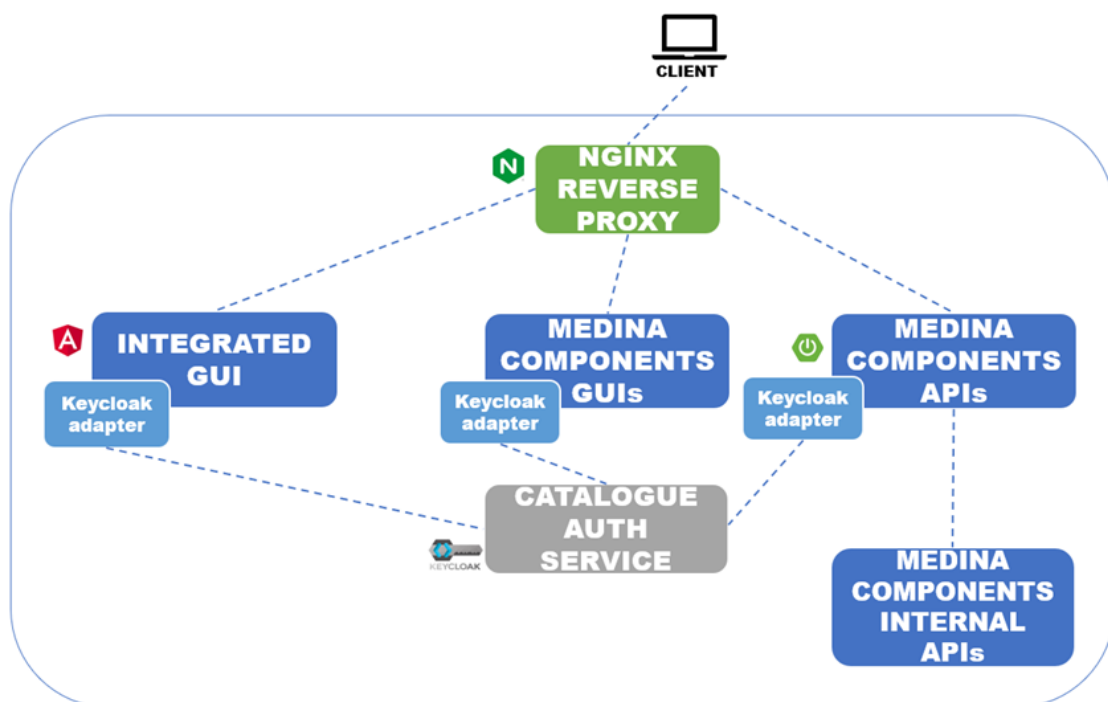 CLIENT
N
NGINX
REVERSE
PROXY
A
INTEGRATED
GUI
Keycloak
adapter
MEDINA
COMPONENTS
GUIs
Keycloak
adapter
MEDINA
COMPONENTS
APIs
Keycloak
adapter
CATALOGUE
AUTH
SERVICE
KEYCLOAK
MEDINA
COMPONENTS
INTERNAL
APIs